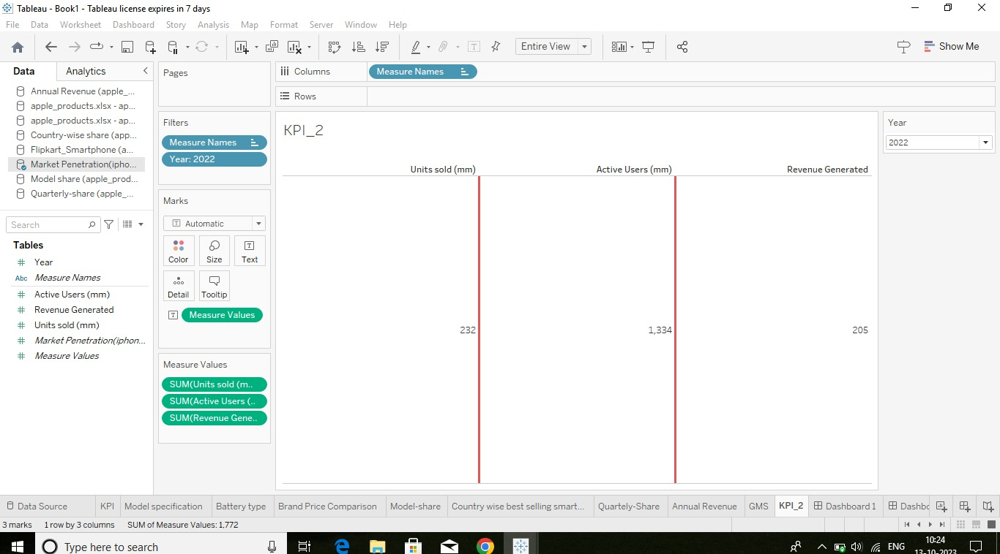 Tableau - Book1 - Tableau license expires in 7 days
File Data Worksheet Dashboard Story Analysis Map Format Server Window Help
Entire View
Show Me
Data Analytics
Annual Revenue (apple_...
apple_products.xlsx - ap...
apple_products.xlsx - ap...
Country-wise share (app...
Flipkart_Smartphone (a...
Market Penetration(ipho...
Model share (apple_prod...
Quarterly-share (apple_...
Search
Tables
Year
Abc Measure Names
Active Users (mm)
Revenue Generated
Units sold (mm)
Market Penetration(iphon...
Measure Values
Pages
Filters
Measure Names
Year: 2022
Marks
Automatic
Color Size Text
Detail Tooltip
Measure Values
Measure Values
SUM(Units sold (m..
SUM(Active Users (..
SUM(Revenue Gene..
Columns Measure Names
Rows
KPI_2
Units sold (mm) Active Users (mm) Revenue Generated
232 1,334 205
Year
2022
Data Source KPI Model specification Battery type Brand Price Comparison Model-share Country wise best selling smart... Quartely-Share Annual Revenue GMS KPI_2 Dashboard 1 Dashbo
3 marks 1 row by 3 columns SUM of Measure Values: 1,772
Type here to search
ENG
10:24
13-10-2023